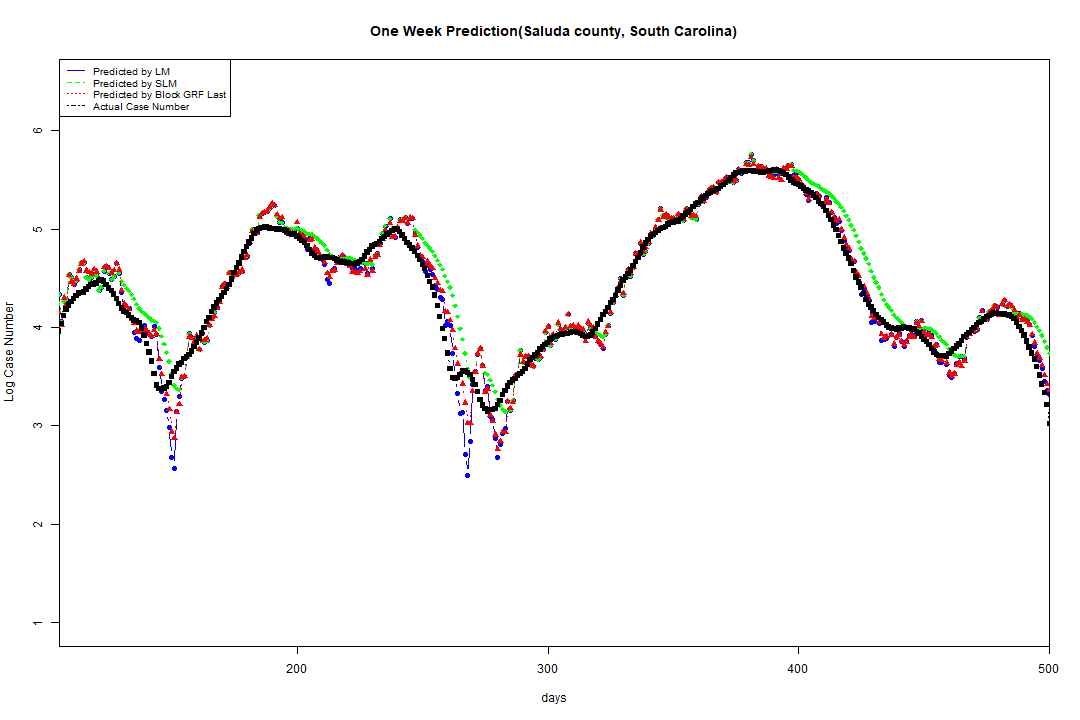 One Week Prediction(Saluda county, South Carolina)
Predicted by LM
Predicted by SLM
Predicted by Block GRF Last
Actual Case Number
6
5
4
3
2
1
Log Case Number
200 300 400 500
days